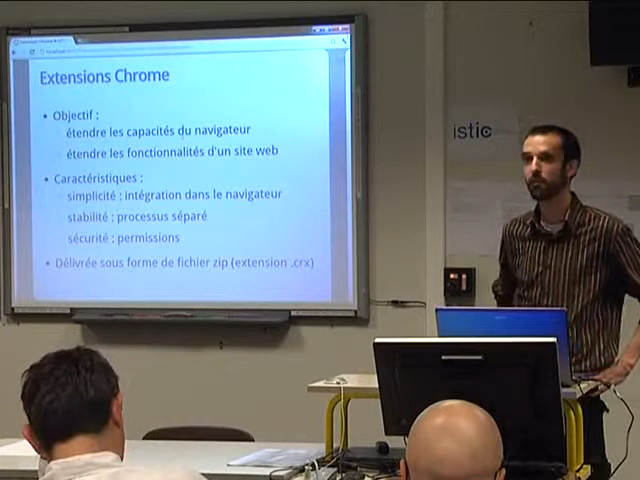 Extensions Chrome
• Objectif :
étendre les capacités du navigateur
étendre les fonctionnalités d'un site web
• Caractéristiques :
simplicité : intégration dans le navigateur
stabilité : processus séparé
sécurité : permissions
• Délivrée sous forme de fichier zip (extension .crx)
istic